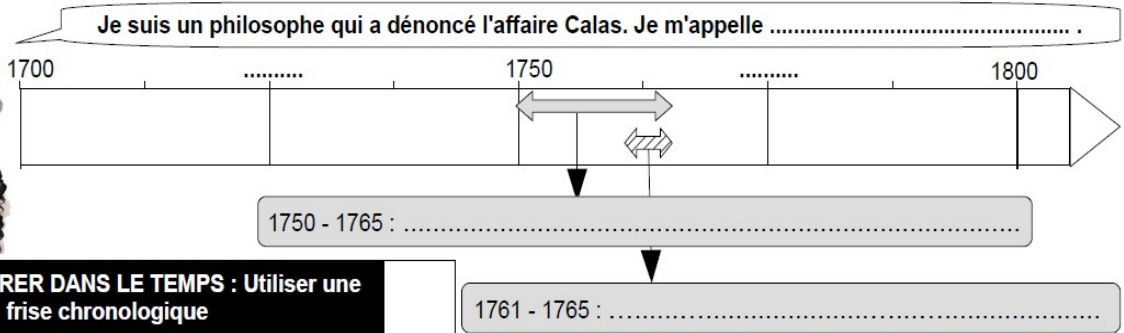 Je suis un philosophe qui a dénoncé l'affaire Calas. Je m'appelle .................................................. .
1700 .......... 1750 .......... 1800
1750 - 1765 : ......................................................................................
1761 - 1765 : ....................................................................................
RER DANS LE TEMPS : Utiliser une
frise chronologique